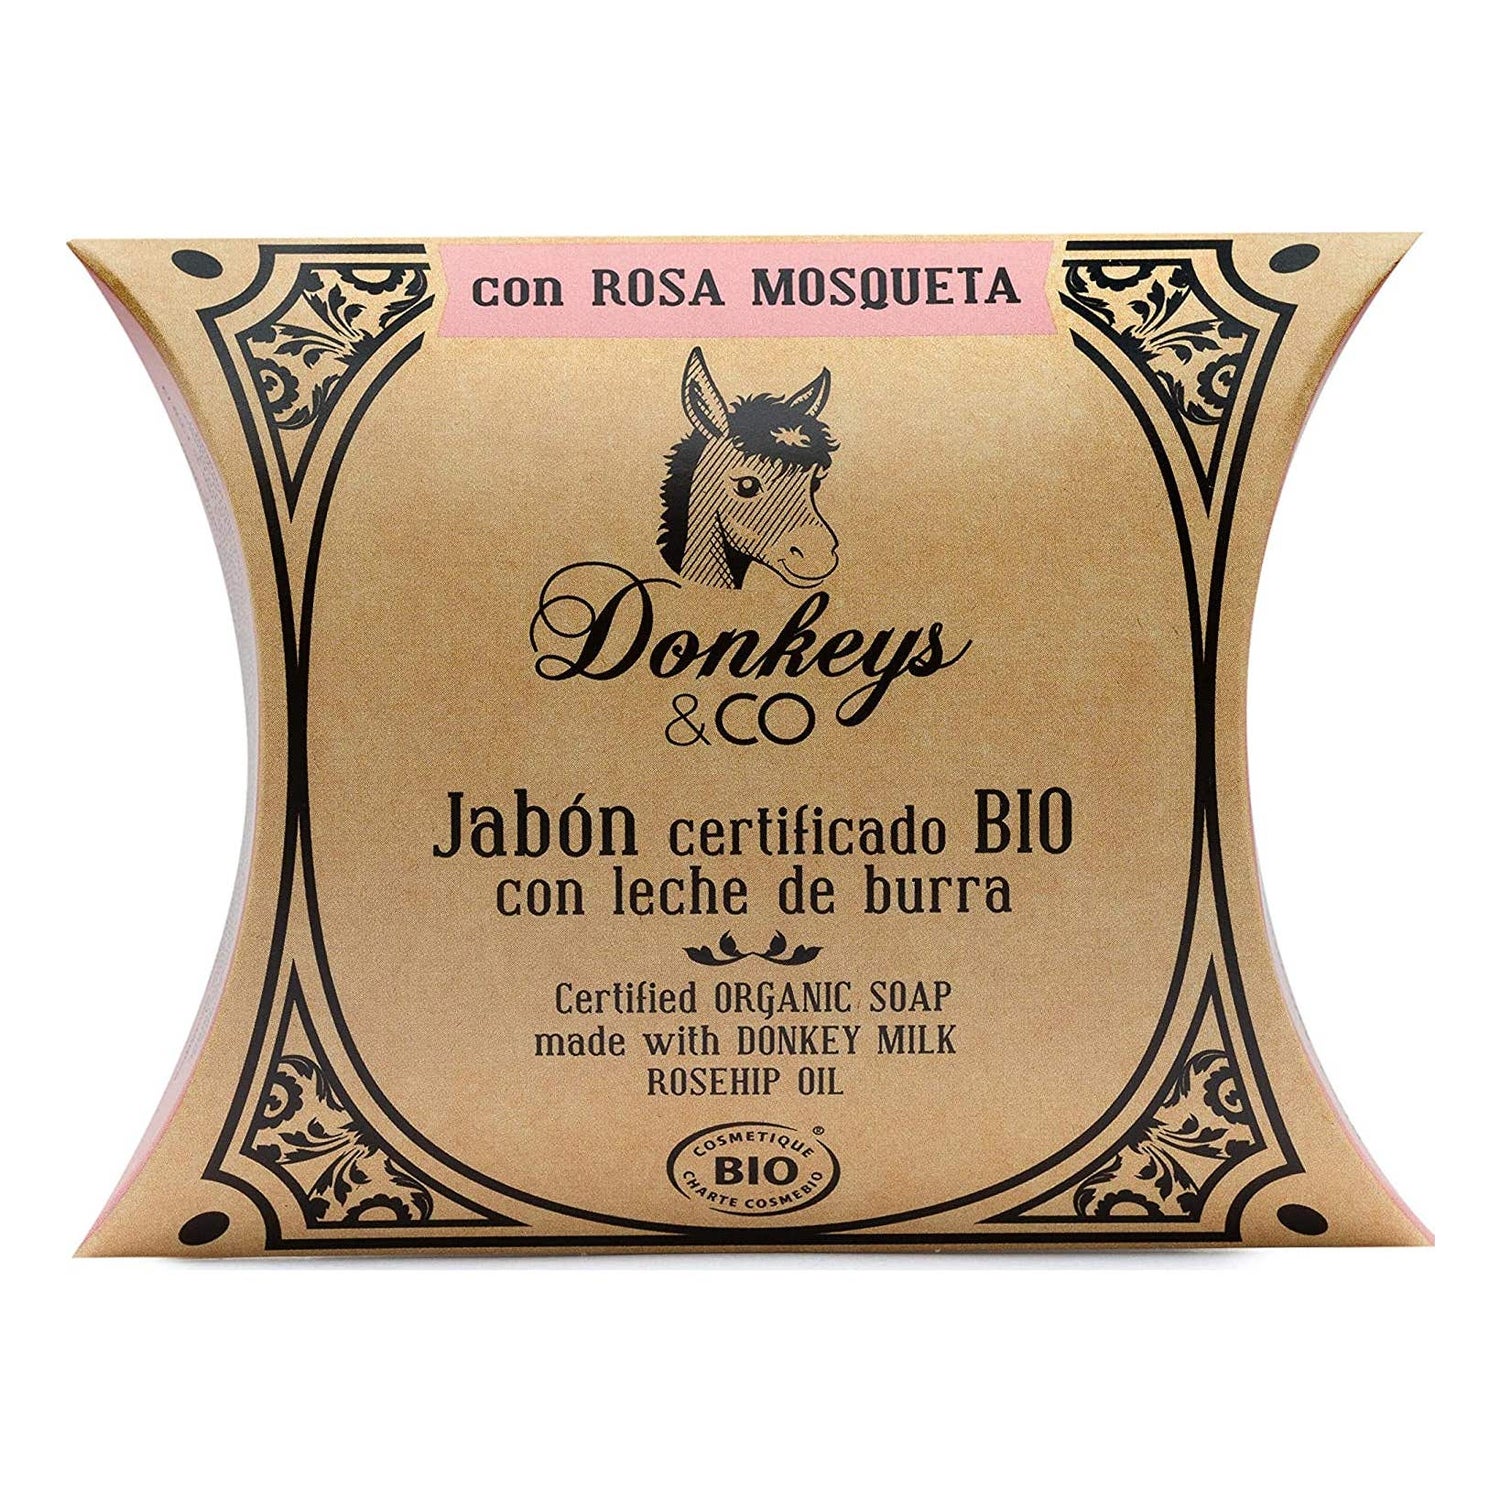 con ROSA MOSQUETA
Donkeys
&CO
Jabón certificado BIO
con leche de burra
Certified ORGANIC SOAP
made with DONKEY MILK
ROSEHIP OIL
COSMETIQUE ®
BIO
CHARTE COSMEBIO